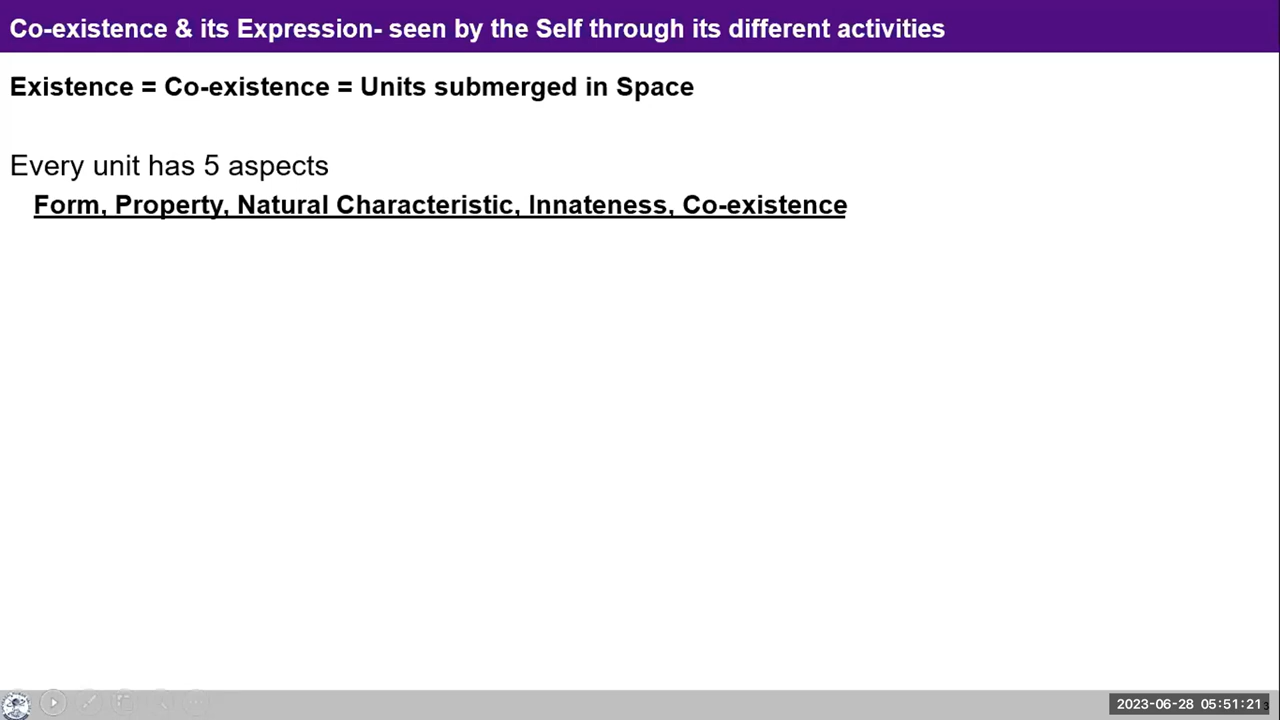 Co-existence & its Expression- seen by the Self through its different activities
Existence = Co-existence = Units submerged in Space
Every unit has 5 aspects
Form, Property, Natural Characteristic, Innateness, Co-existence
2023-06-28 05:51:21
3